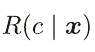 R(c | x)